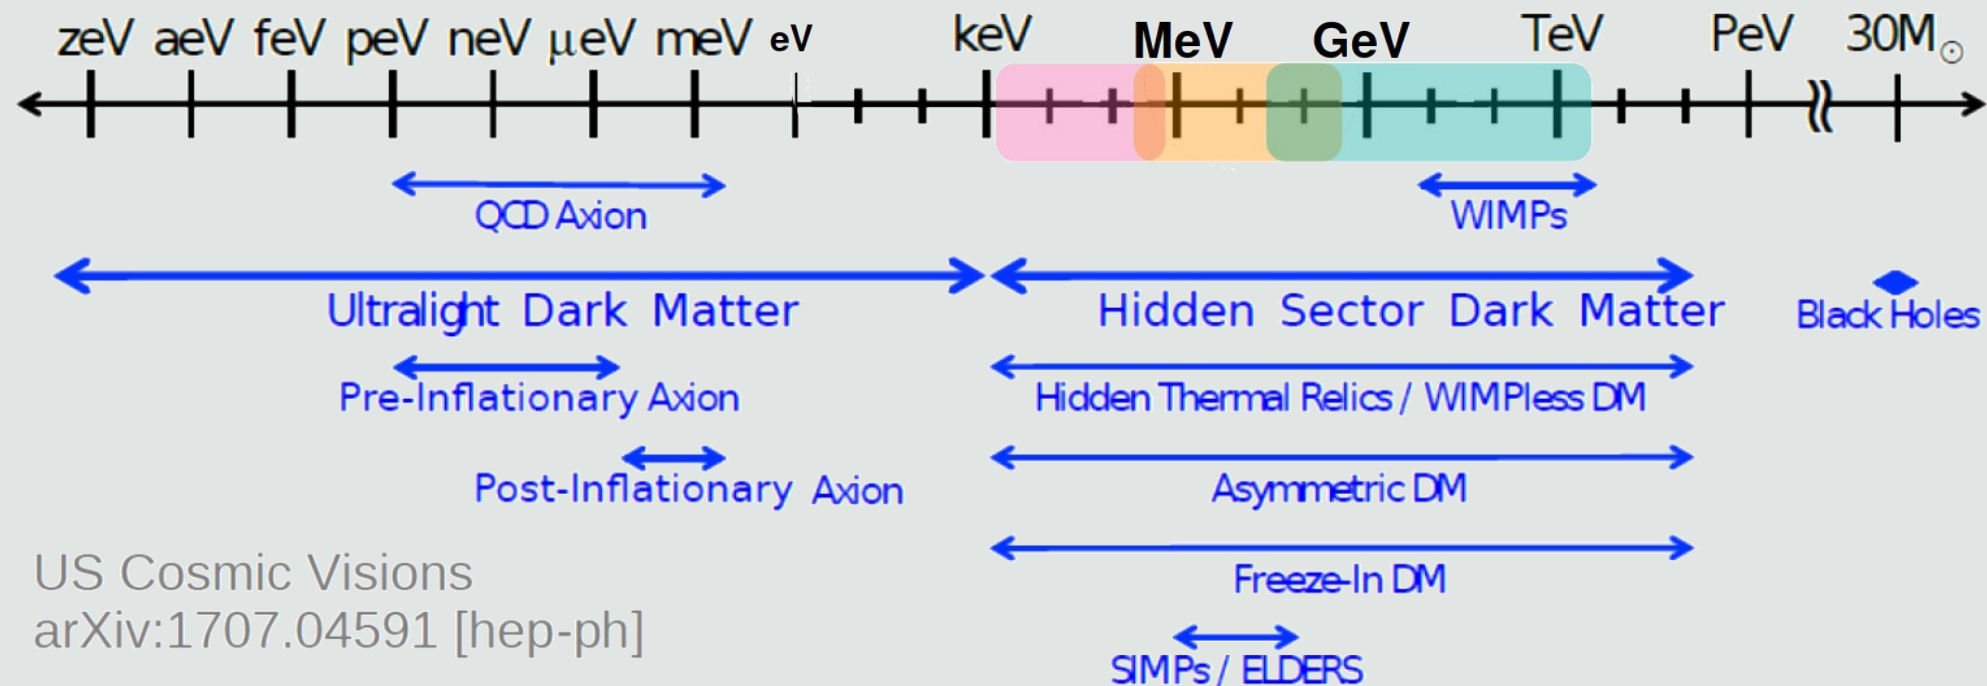 zeV aeV feV peV neV μeV meV eV keV MeV GeV TeV PeV 30M☉
QCD Axion
WIMPs
Ultralight Dark Matter
Hidden Sector Dark Matter
Black Holes
Pre-Inflationary Axion
Hidden Thermal Relics / WIMPless DM
Post-Inflationary Axion
Asymmetric DM
Freeze-In DM
US Cosmic Visions
arXiv:1707.04591 [hep-ph]
SIMPs / ELDERS